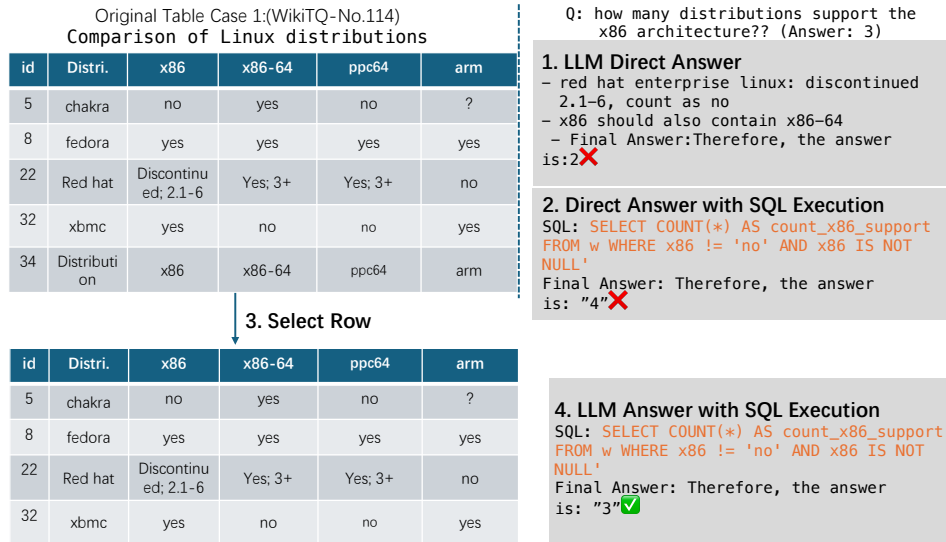 Original Table Case 1:(WikiTQ-No.114)
Comparison of Linux distributions
id Distri. x86 x86-64 ppc64 arm
5 chakra no yes no ?
8 fedora yes yes yes yes
22 Red hat Discontinu
ed; 2.1-6 Yes; 3+ Yes; 3+ no
32 xbmc yes no no yes
34 Distributi
on x86 x86-64 ppc64 arm
3. Select Row
id Distri. x86 x86-64 ppc64 arm
5 chakra no yes no ?
8 fedora yes yes yes yes
22 Red hat Discontinu
ed; 2.1-6 Yes; 3+ Yes; 3+ no
32 xbmc yes no no yes
Q: how many distributions support the
x86 architecture?? (Answer: 3)
1. LLM Direct Answer
– red hat enterprise linux: discontinued
2.1–6, count as no
– x86 should also contain x86–64
– Final Answer:Therefore, the answer
is:2
2. Direct Answer with SQL Execution
SQL: SELECT COUNT(*) AS count_x86_support
FROM w WHERE x86 != 'no' AND x86 IS NOT
NULL'
Final Answer: Therefore, the answer
is: ”4”
4. LLM Answer with SQL Execution
SQL: SELECT COUNT(*) AS count_x86_support
FROM w WHERE x86 != 'no' AND x86 IS NOT
NULL'
Final Answer: Therefore, the answer
is: ”3”